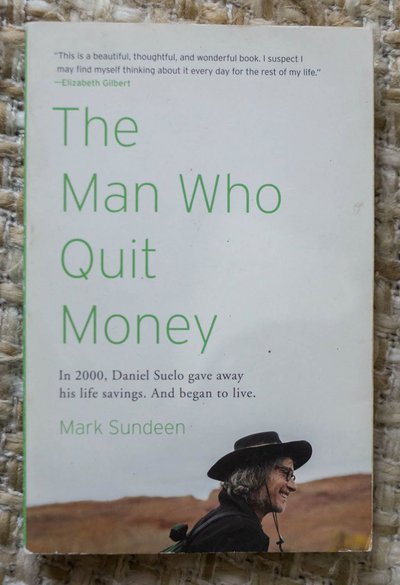 “This is a beautiful, thoughtful, and wonderful book. I suspect I
may find myself thinking about it every day for the rest of my life.”
—Elizabeth Gilbert
The
Man Who
Quit
Money
In 2000, Daniel Suelo gave away
his life savings. And began to live.
Mark Sundeen